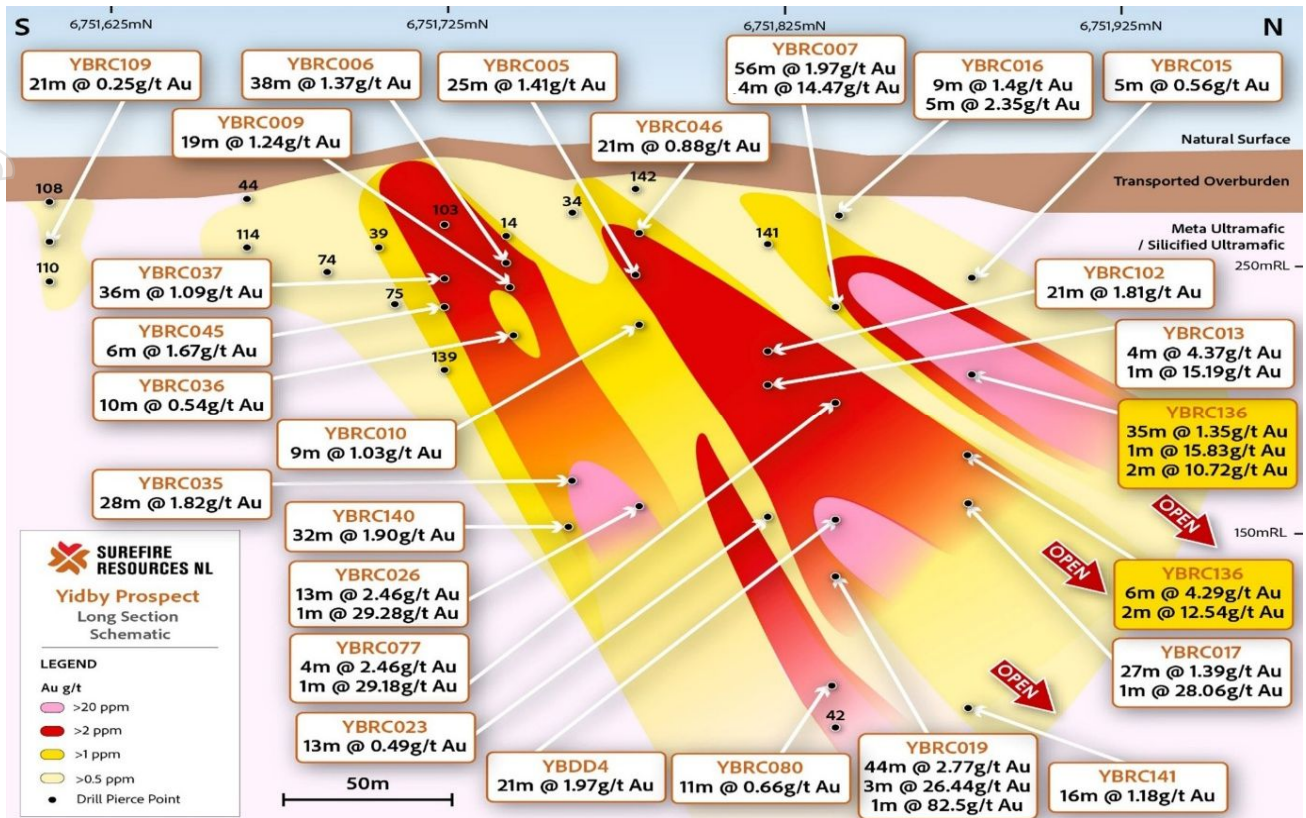 S
6,751,625mN
6,751,725mN
6,751,825mN
6,751,925mN
N
YBRC109
21m @ 0.25g/t Au
YBRC006
38m @ 1.37g/t Au
YBRC005
25m @ 1.41g/t Au
YBRC007
56m @ 1.97g/t Au
4m @ 14.47g/t Au
YBRC016
9m @ 1.4g/t Au
5m @ 2.35g/t Au
YBRC015
5m @ 0.56g/t Au
YBRC009
19m @ 1.24g/t Au
YBRC046
21m @ 0.88g/t Au
Natural Surface
Transported Overburden
Meta Ultramafic
/ Silicified Ultramafic
250mRL
108
44
142
34
103
14
141
114
39
74
110
75
139
YBRC037
36m @ 1.09g/t Au
YBRC045
6m @ 1.67g/t Au
YBRC036
10m @ 0.54g/t Au
YBRC010
9m @ 1.03g/t Au
YBRC035
28m @ 1.82g/t Au
YBRC140
32m @ 1.90g/t Au
YBRC026
13m @ 2.46g/t Au
1m @ 29.28g/t Au
YBRC077
4m @ 2.46g/t Au
1m @ 29.18g/t Au
YBRC023
13m @ 0.49g/t Au
YBRC102
21m @ 1.81g/t Au
YBRC013
4m @ 4.37g/t Au
1m @ 15.19g/t Au
YBRC136
35m @ 1.35g/t Au
1m @ 15.83g/t Au
2m @ 10.72g/t Au
OPEN
150mRL
OPEN
YBRC136
6m @ 4.29g/t Au
2m @ 12.54g/t Au
YBRC017
27m @ 1.39g/t Au
1m @ 28.06g/t Au
OPEN
42
YBDD4
21m @ 1.97g/t Au
YBRC080
11m @ 0.66g/t Au
YBRC019
44m @ 2.77g/t Au
3m @ 26.44g/t Au
1m @ 82.5g/t Au
YBRC141
16m @ 1.18g/t Au
SUREFIRE
RESOURCES NL
Yidby Prospect
Long Section
Schematic
LEGEND
Au g/t
>20 ppm
>2 ppm
>1 ppm
>0.5 ppm
Drill Pierce Point
50m